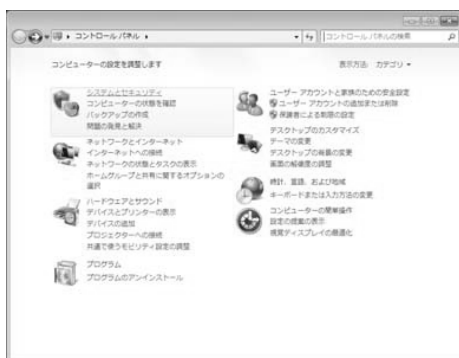 コントロール パネル
コントロール パネルの検索
コンピューターの設定を調整します
表示方法: カテゴリ
システムとセキュリティ
コンピューターの状態を確認
バックアップの作成
問題の発見と解決
ネットワークとインターネット
インターネットへの接続
ネットワークの状態とタスクの表示
ホームグループと共有に関するオプションの
選択
ハードウェアとサウンド
デバイスとプリンターの表示
デバイスの追加
プロジェクターへの接続
共通で使うモビリティ設定の調整
プログラム
プログラムのアンインストール
ユーザー アカウントと家族のための安全設定
ユーザー アカウントの追加または削除
保護者による制限の設定
デスクトップのカスタマイズ
テーマの変更
デスクトップの背景の変更
画面の解像度の調整
時計、言語、および地域
キーボードまたは入力方法の変更
コンピューターの簡単操作
設定の提案の表示
視覚ディスプレイの最適化